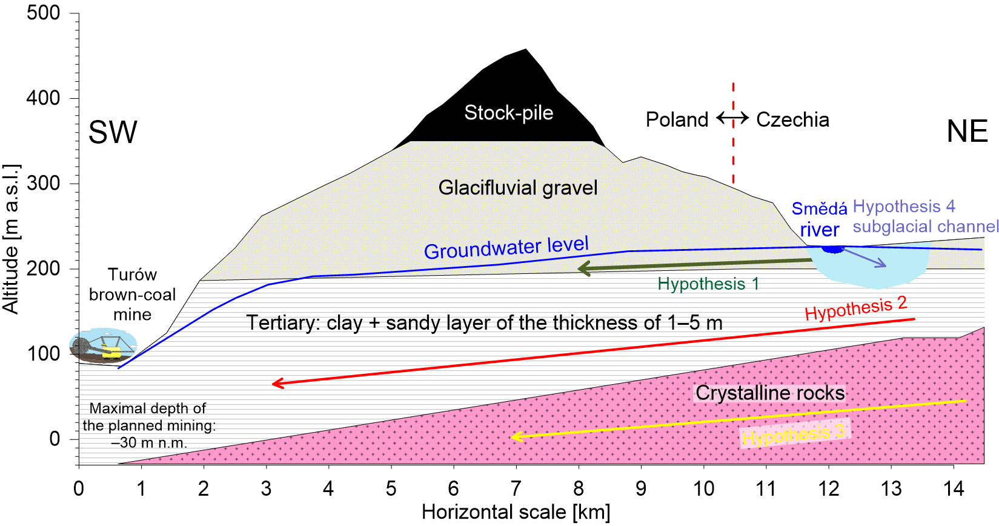 500
400
300
200
100
0
Altitude [m a.s.l.]
SW
NE
Stock-pile
Poland
Czechia
Glacifluvial gravel
Smědá
river
Hypothesis 4
subglacial channel
Groundwater level
Hypothesis 1
Turów
brown-coal
mine
Hypothesis 2
Tertiary: clay + sandy layer of the thickness of 1–5 m
Crystalline rocks
Maximal depth of
the planned mining:
–30 m n.m.
Hypothesis 3
0 1 2 3 4 5 6 7 8 9 10 11 12 13 14
Horizontal scale [km]